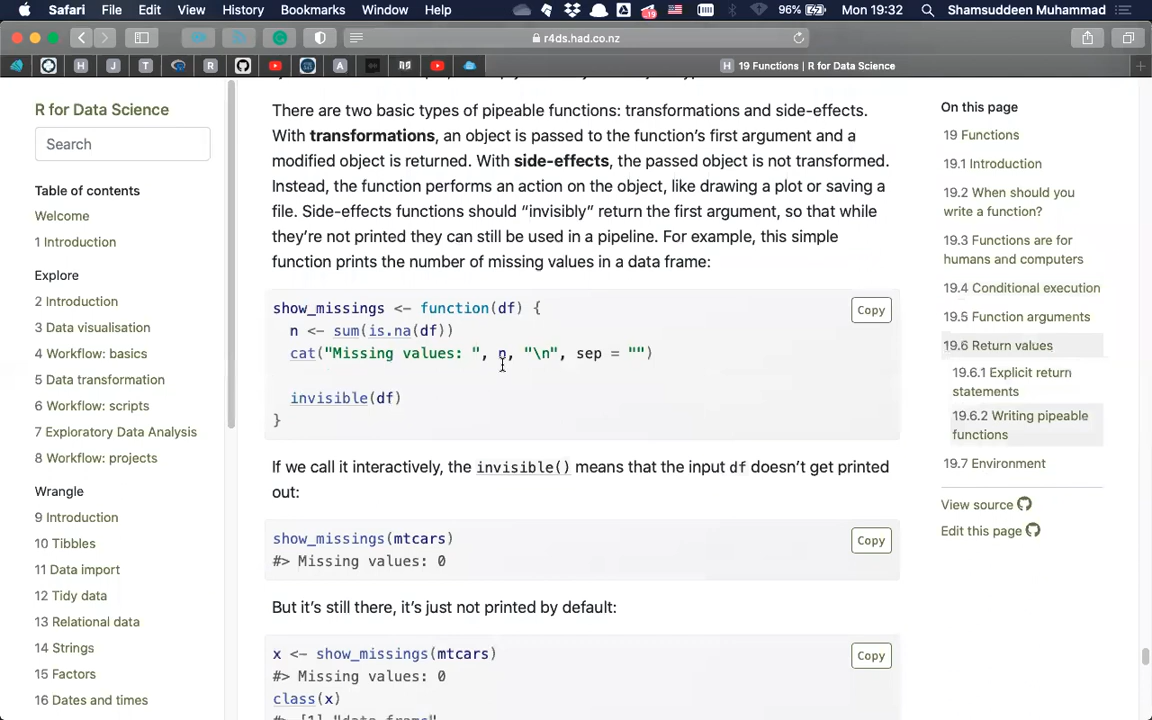 Safari File Edit View History Bookmarks Window Help 19 96% Mon 19:32 Shamsuddeen Muhammad
r4ds.had.co.nz
H J T R A H 19 Functions | R for Data Science
R for Data Science
Search
Table of contents
Welcome
1 Introduction
Explore
2 Introduction
3 Data visualisation
4 Workflow: basics
5 Data transformation
6 Workflow: scripts
7 Exploratory Data Analysis
8 Workflow: projects
Wrangle
9 Introduction
10 Tibbles
11 Data import
12 Tidy data
13 Relational data
14 Strings
15 Factors
16 Dates and times
There are two basic types of pipeable functions: transformations and side-effects.
With transformations, an object is passed to the function’s first argument and a
modified object is returned. With side-effects, the passed object is not transformed.
Instead, the function performs an action on the object, like drawing a plot or saving a
file. Side-effects functions should “invisibly” return the first argument, so that while
they’re not printed they can still be used in a pipeline. For example, this simple
function prints the number of missing values in a data frame:
show_missings <- function(df) {
Copy
n <- sum(is.na(df))
cat("Missing values: ", n, "\n", sep = "")
invisible(df)
}
If we call it interactively, the invisible() means that the input df doesn’t get printed
out:
show_missings(mtcars)
Copy
#> Missing values: 0
But it’s still there, it’s just not printed by default:
x <- show_missings(mtcars)
Copy
#> Missing values: 0
class(x)
#> [1] "data.frame"
On this page
19 Functions
19.1 Introduction
19.2 When should you
write a function?
19.3 Functions are for
humans and computers
19.4 Conditional execution
19.5 Function arguments
19.6 Return values
19.6.1 Explicit return
statements
19.6.2 Writing pipeable
functions
19.7 Environment
View source
Edit this page